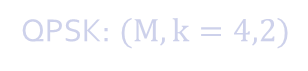 QPSK: (M, k = 4,2)